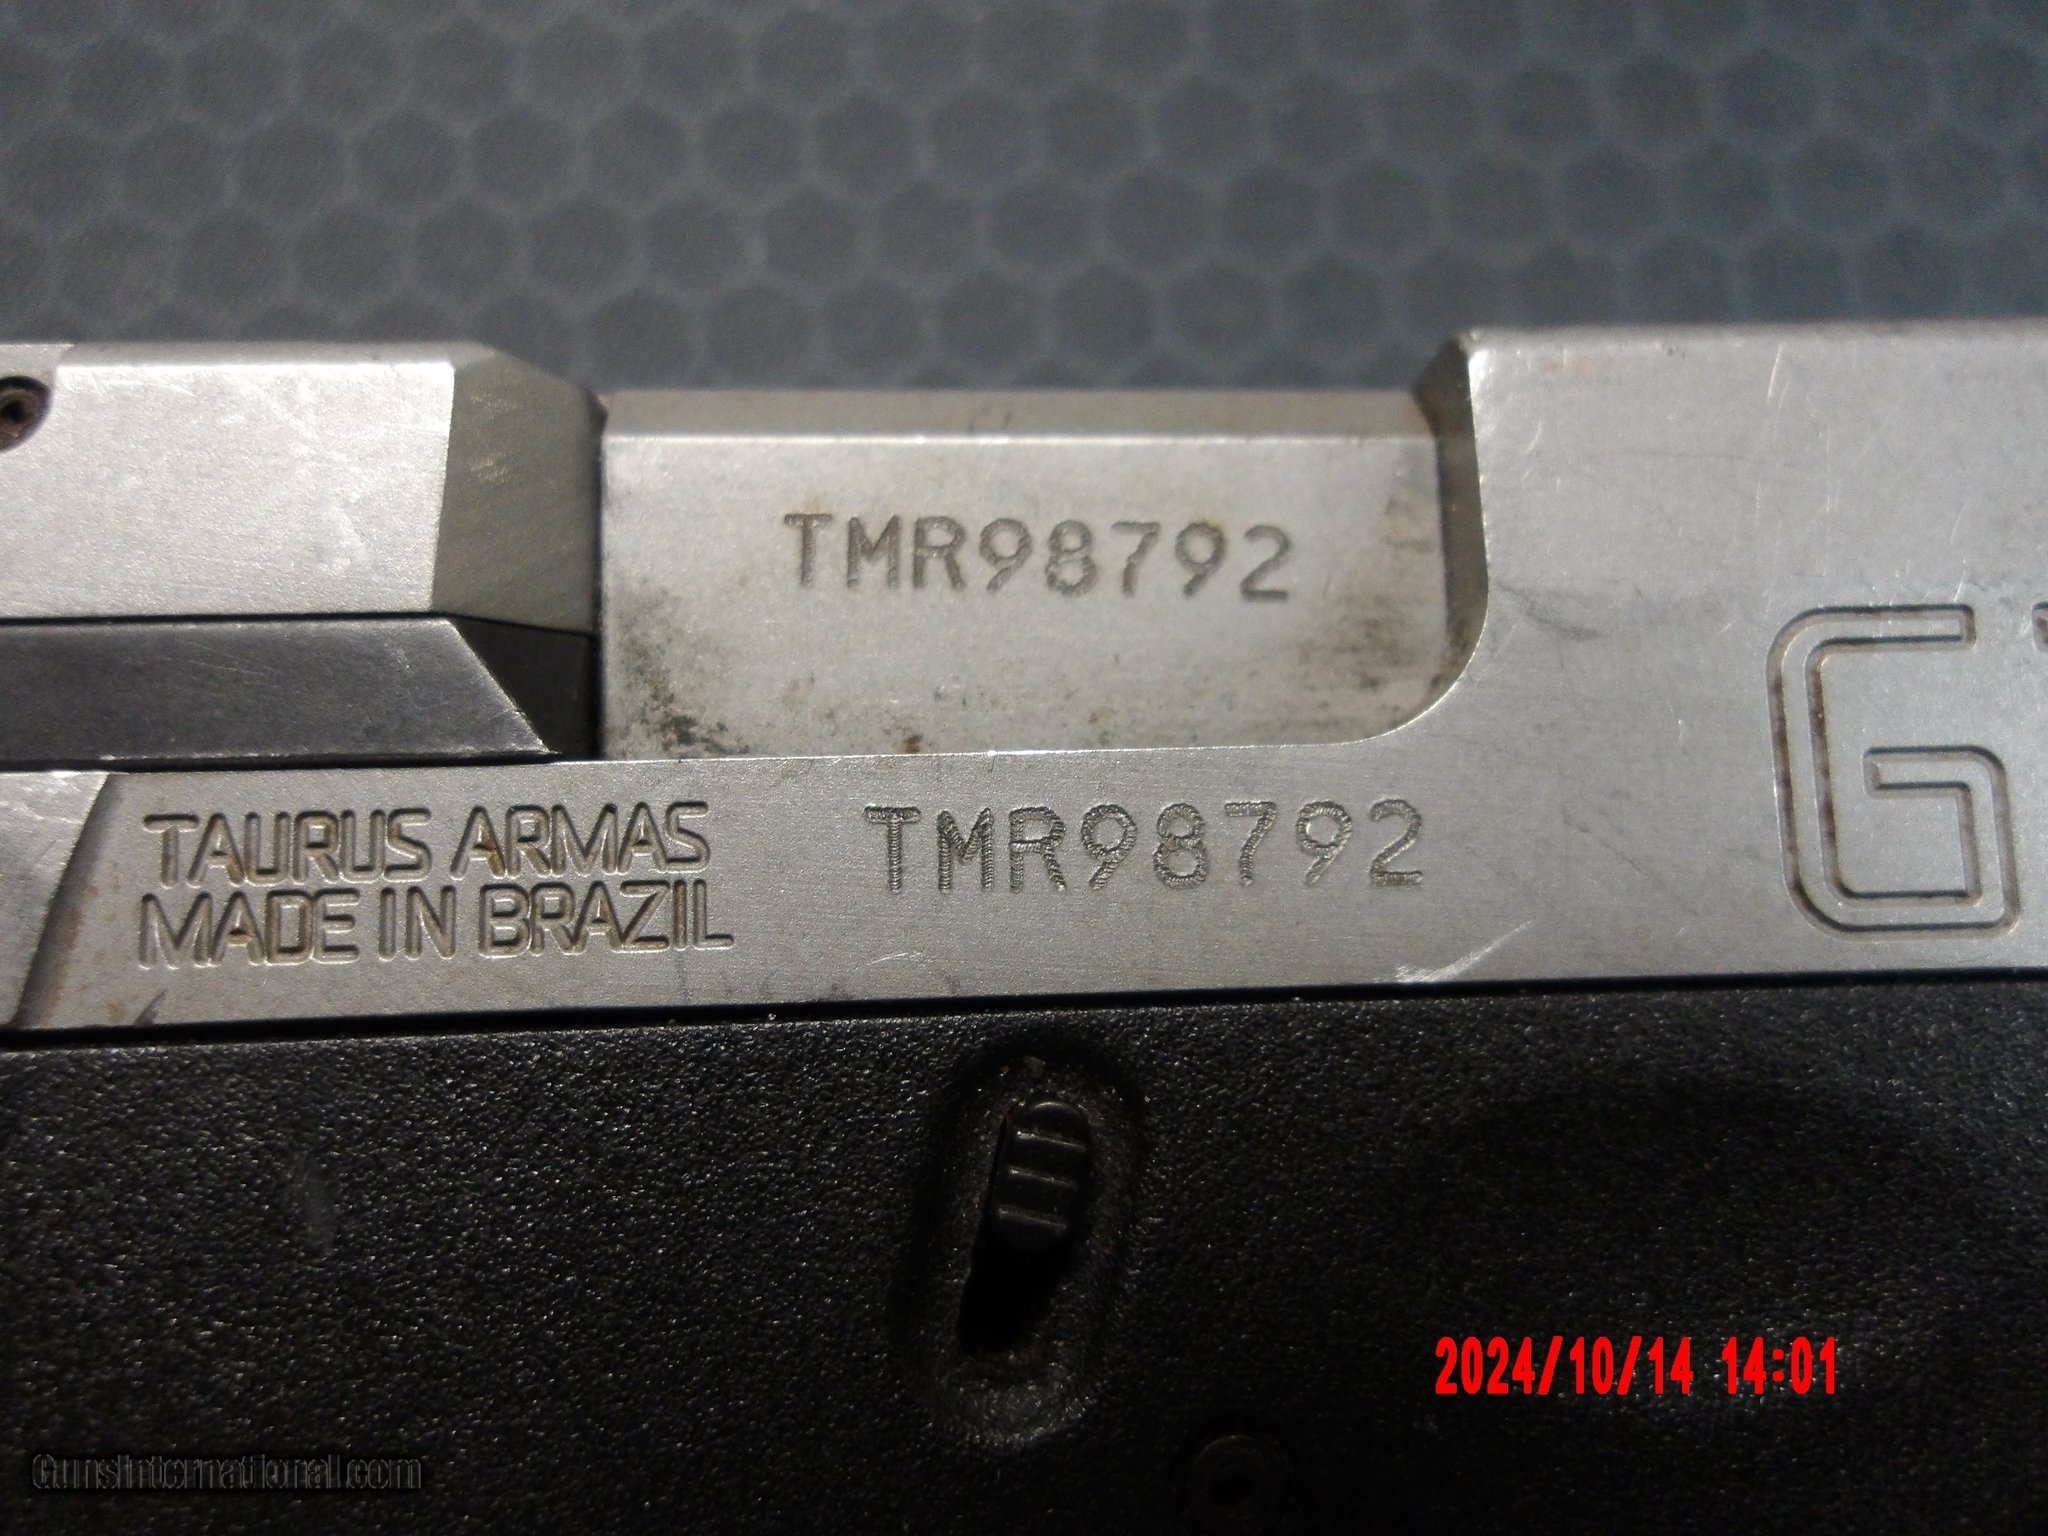 TMR98792
TAURUS ARMAS
MADE IN BRAZIL
TMR98792
G
2024/10/14 14:01
GunsInternational.com